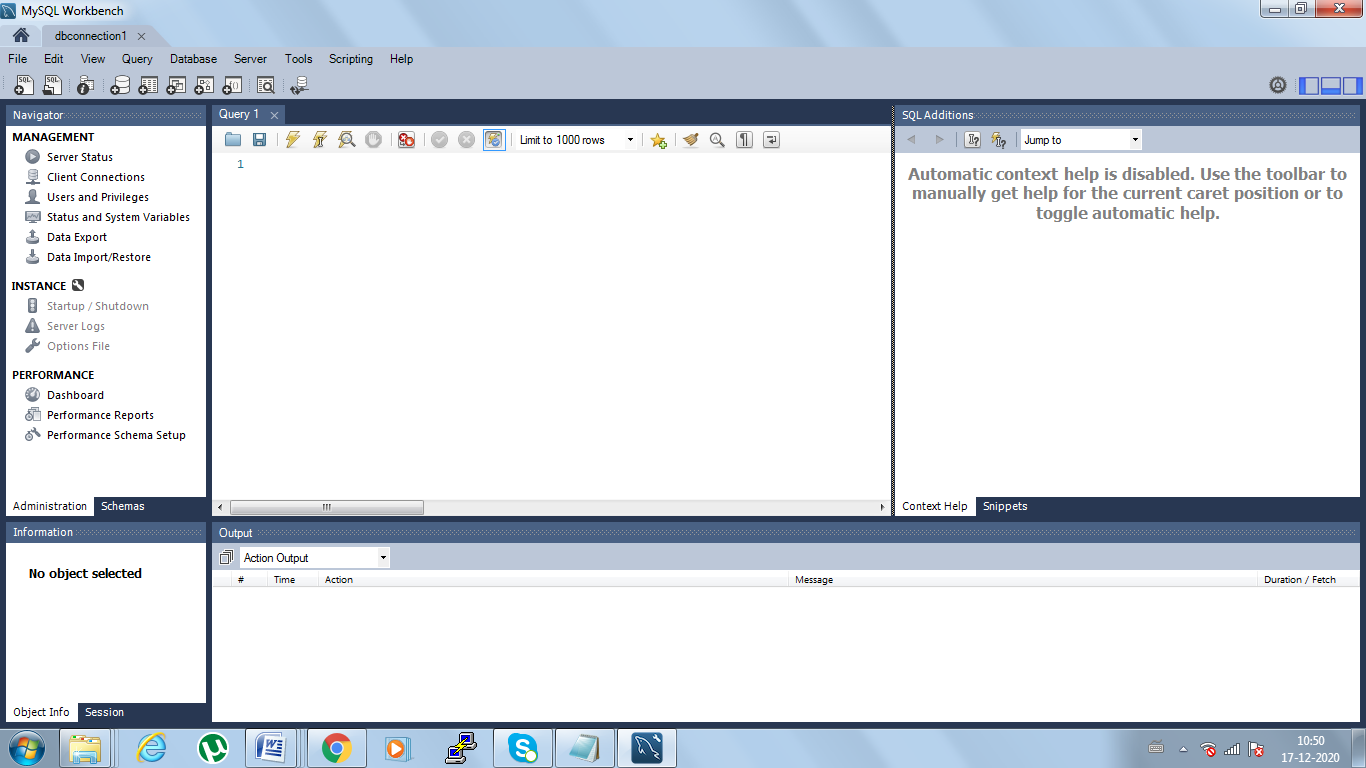 MySQL Workbench
dbconnection1
File Edit View Query Database Server Tools Scripting Help
Navigator
MANAGEMENT
Server Status
Client Connections
Users and Privileges
Status and System Variables
Data Export
Data Import/Restore
INSTANCE
Startup / Shutdown
Server Logs
Options File
PERFORMANCE
Dashboard
Performance Reports
Performance Schema Setup
Administration Schemas
Information
No object selected
Object Info Session
Query 1
Limit to 1000 rows
1
SQL Additions
Jump to
Automatic context help is disabled. Use the toolbar to
manually get help for the current caret position or to
toggle automatic help.
Context Help Snippets
Output
Action Output
# Time Action Message Duration / Fetch
10:50
17-12-2020